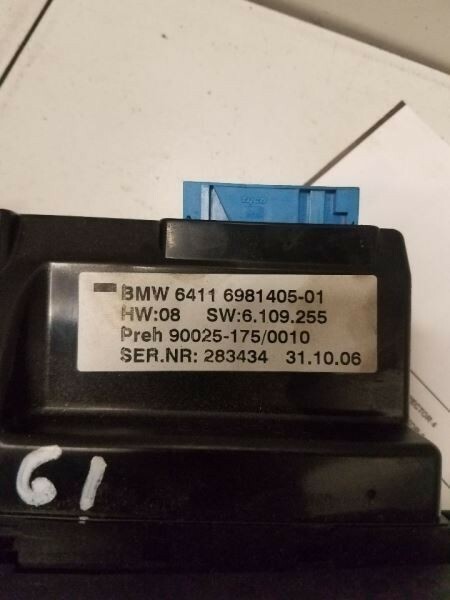 tyco
BMW 6411 6981405-01
HW:08 SW:6.109.255
Preh 90025-175/0010
SER.NR: 283434 31.10.06
61